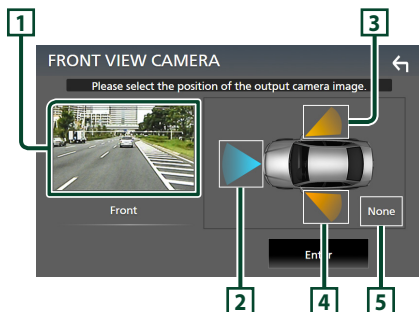 1
3
FRONT VIEW CAMERA
Please select the position of the output camera image.
Front
None
Enter
2
4
5